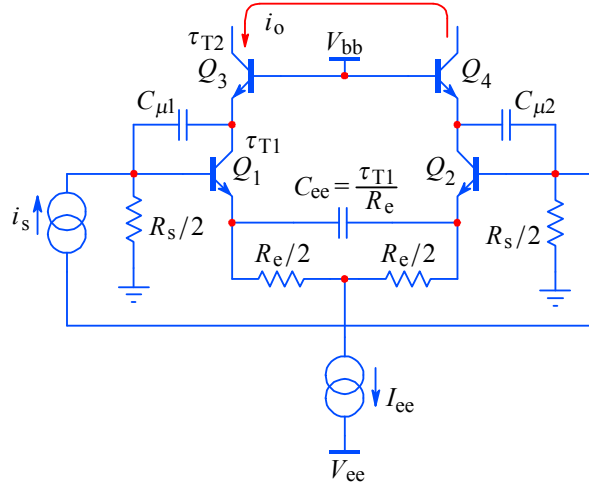 τT2
io
Vbb
Q3
Q4
Cμ1
Cμ2
τT1
Q1
Q2
Cee = τT1/Re
is
Rs/2
Rs/2
Re/2
Re/2
Iee
Vee